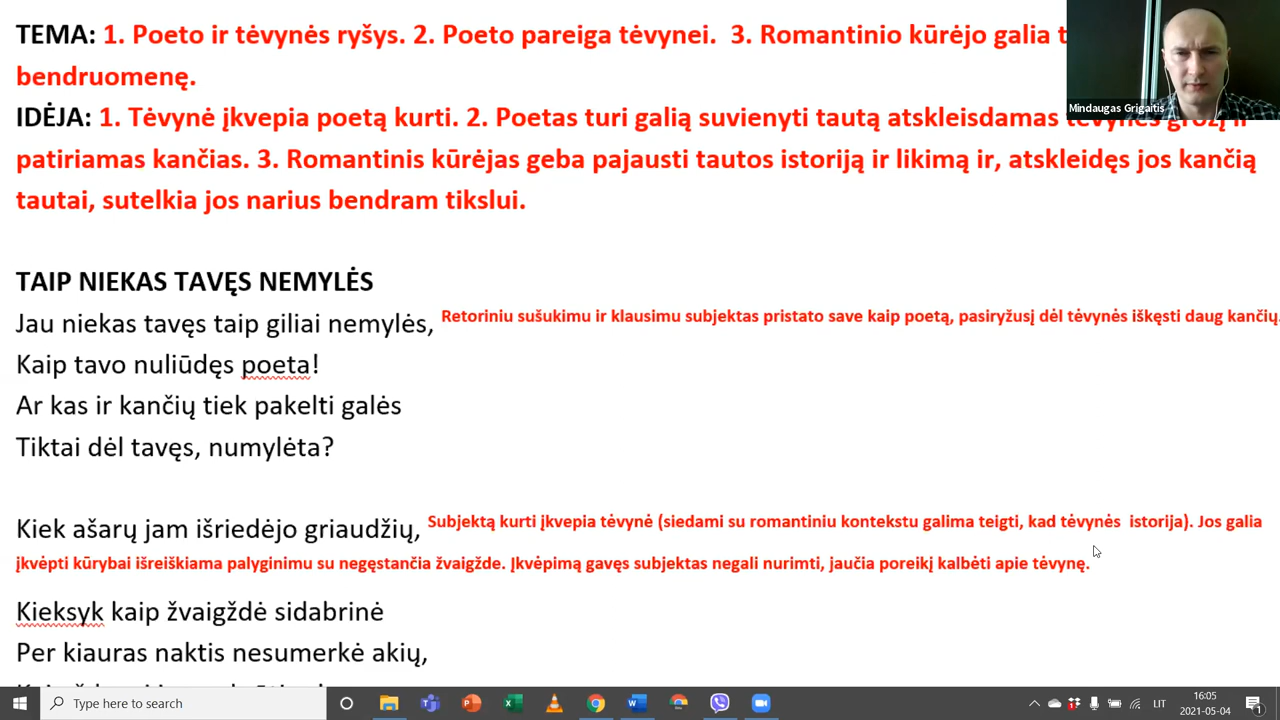 TEMA: 1. Poeto ir tėvynės ryšys. 2. Poeto pareiga tėvynei. 3. Romantinio kūrėjo galia
bendruomenę.
IDĖJA: 1. Tėvynė įkvepia poetą kurti. 2. Poetas turi galią suvienyti tautą atskleisdamas tėvynės grožį ir
patiriamas kančias. 3. Romantinis kūrėjas geba pajausti tautos istoriją ir likimą ir, atskleidęs jos kančią
tautai, sutelkia jos narius bendram tikslui.
Mindaugas Grigaitis
TAIP NIEKAS TAVĘS NEMYLĖS
Jau niekas tavęs taip giliai nemylės, Retoriniu sušukimu ir klausimu subjektas pristato save kaip poetą, pasiryžusį dėl tėvynės iškęsti daug kančių.
Kaip tavo nuliūdęs poeta!
Ar kas ir kančių tiek pakelti galės
Tiktai dėl tavęs, numylėta?
Kiek ašarų jam išriedėjo griaudžių, Subjektą kurti įkvepia tėvynė (siedami su romantiniu kontekstu galima teigti, kad tėvynės istorija). Jos galia
įkvėpti kūrybai išreiškiama palyginimu su negęstančia žvaigžde. Įkvėpimą gavęs subjektas negali nurimti, jaučia poreikį kalbėti apie tėvynę.
Kieksyk kaip žvaigždė sidabrinė
Per kiauras naktis nesumerkė akių,
Type here to search
LIT
16:05
2021-05-04